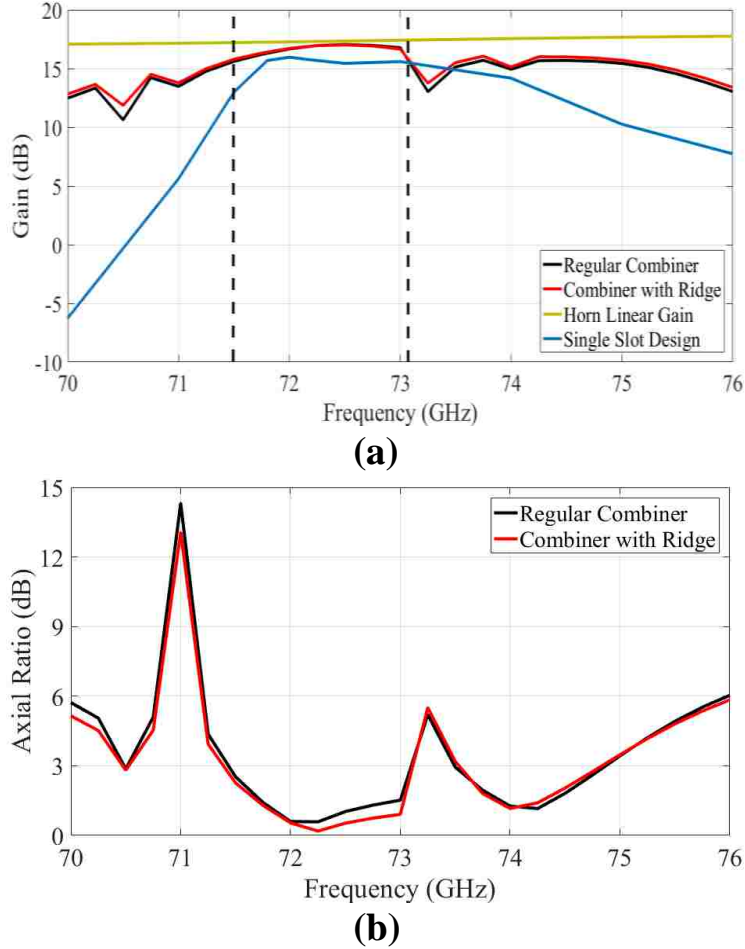 20
15
10
5
0
-5
-10
Gain (dB)
Regular Combiner
Combiner with Ridge
Horn Linear Gain
Single Slot Design
70 71 72 73 74 75 76
Frequency (GHz)
(a)
15
12
9
6
3
0
Axial Ratio (dB)
Regular Combiner
Combiner with Ridge
70 71 72 73 74 75 76
Frequency (GHz)
(b)